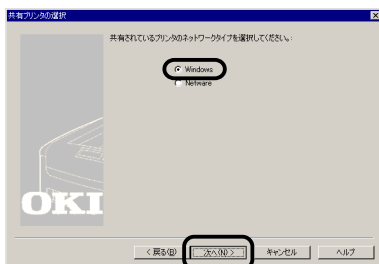 共有プリンタの選択
共有されているプリンタのネットワークタイプを選択してください。:
Windows
Netware
OKI
< 戻る(B)
次へ(N) >
キャンセル
ヘルプ